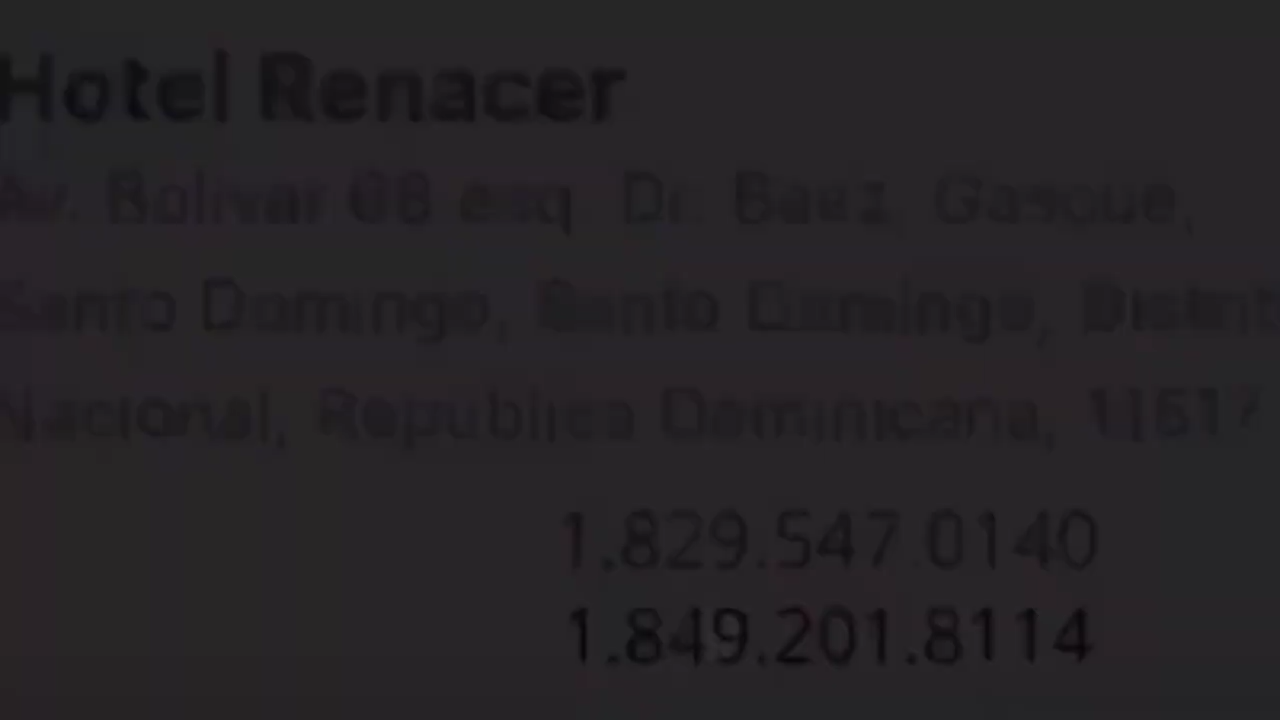 Hotel Renacer
Av. Bolivar 08 esq. Dr. Baez, Gascue,
Santo Domingo, Santo Domingo, Distrito
Nacional, Republica Dominicana,
1.829.547.0140
1.849.201.8114